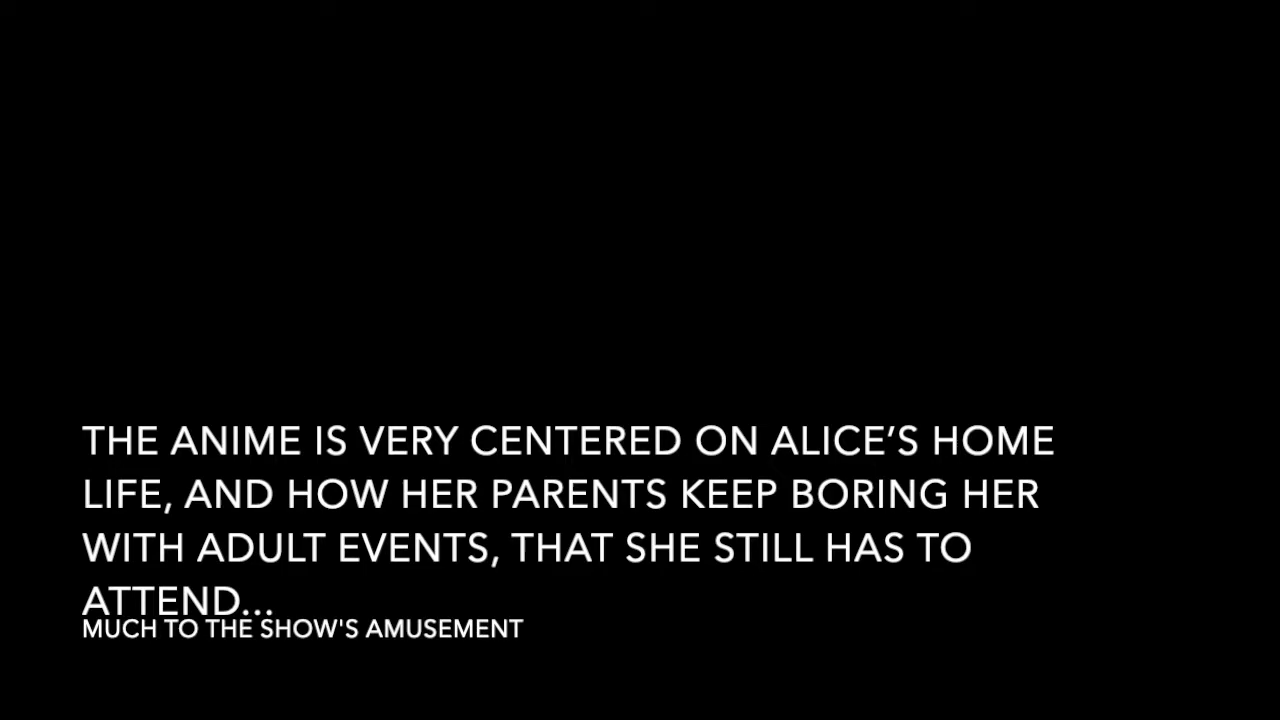 THE ANIME IS VERY CENTERED ON ALICE’S HOME
LIFE, AND HOW HER PARENTS KEEP BORING HER
WITH ADULT EVENTS, THAT SHE STILL HAS TO
ATTEND...
MUCH TO THE SHOW'S AMUSEMENT